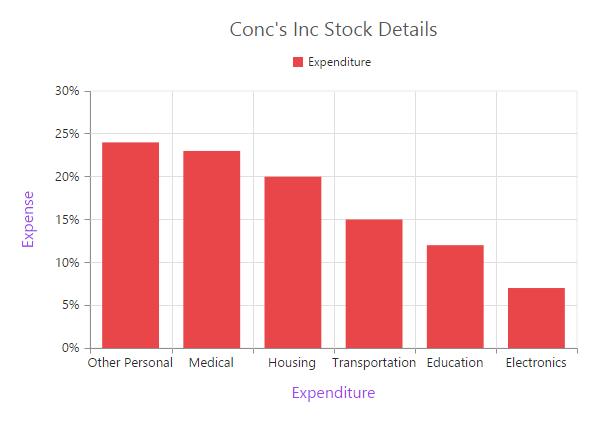 Conc's Inc Stock Details
Expenditure
30%
25%
20%
15%
10%
5%
0%
Expense
Other Personal Medical Housing Transportation Education Electronics
Expenditure